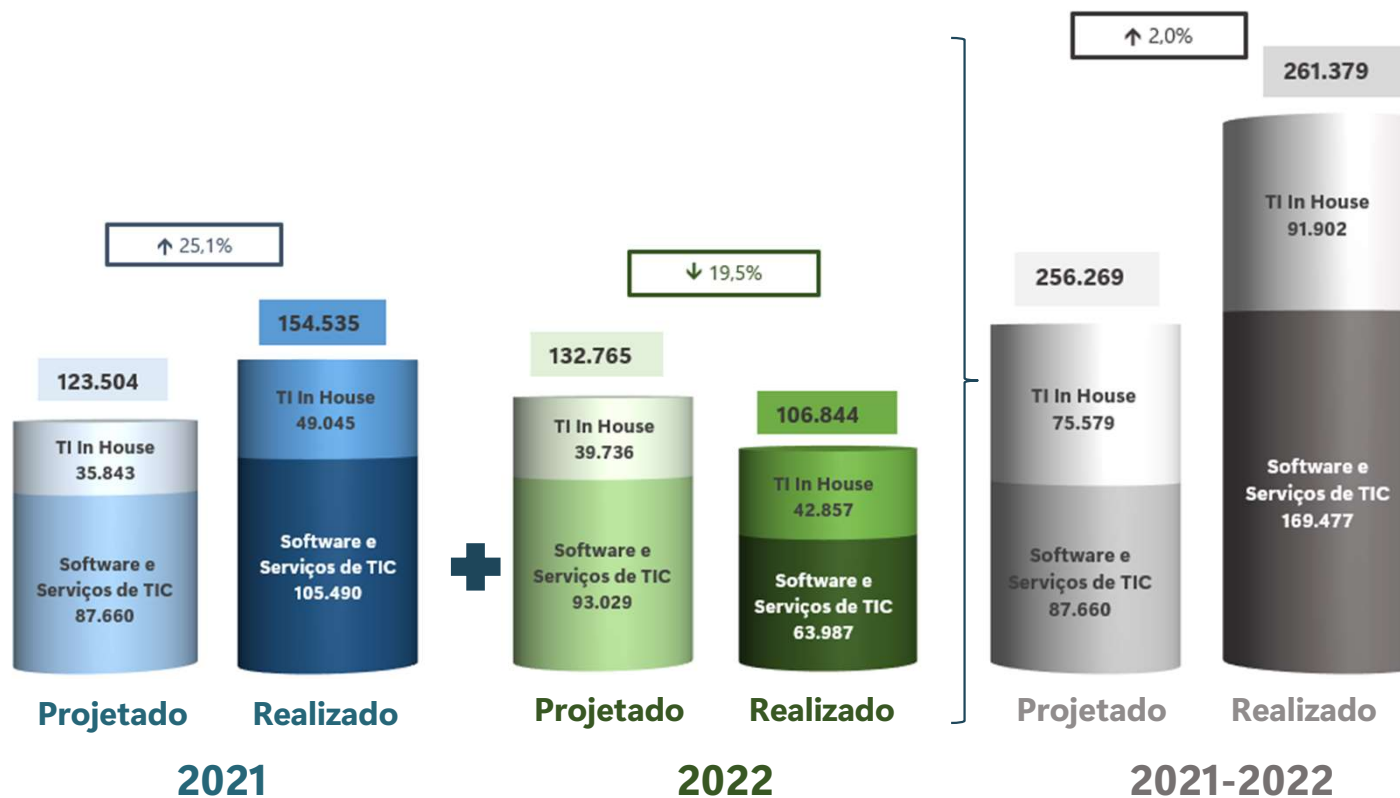 ↑ 25,1%
123.504
TI In House
35.843
Software e
Serviços de TIC
87.660
Projetado
154.535
TI In House
49.045
Software e
Serviços de TIC
105.490
Realizado
2021
↓ 19,5%
132.765
TI In House
39.736
Software e
Serviços de TIC
93.029
Projetado
106.844
TI In House
42.857
Software e
Serviços de TIC
63.987
Realizado
2022
↑ 2,0%
256.269
TI In House
75.579
Software e
Serviços de TIC
87.660
Projetado
261.379
TI In House
91.902
Software e
Serviços de TIC
169.477
Realizado
2021-2022